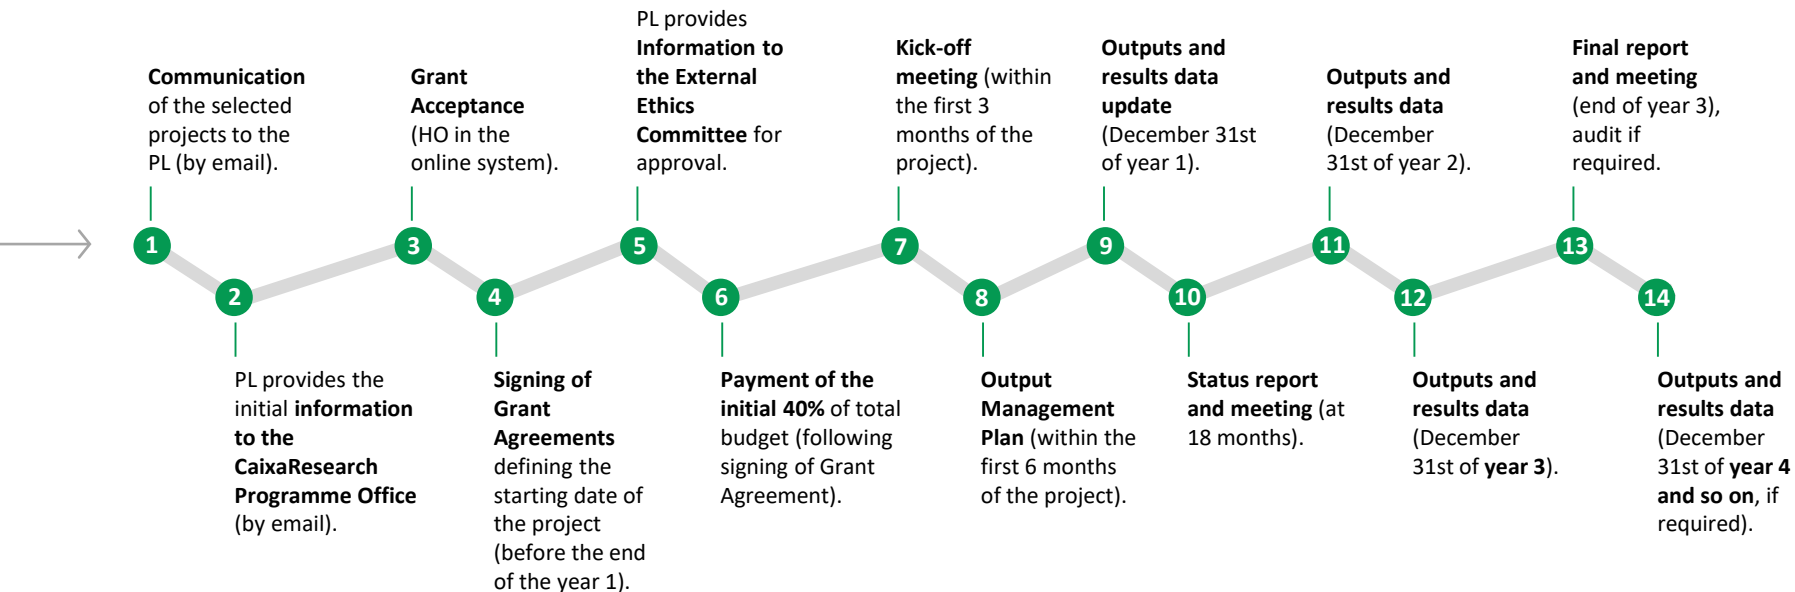 1
Communication
of the selected
projects to the
PL (by email).
2
PL provides the
initial information
to the
CaixaResearch
Programme Office
(by email).
3
Grant
Acceptance
(HO in the
online system).
4
Signing of
Grant
Agreements
defining the
starting date of
the project
(before the end
of the year 1).
5
PL provides
Information to
the External
Ethics
Committee for
approval.
6
Payment of the
initial 40% of total
budget (following
signing of Grant
Agreement).
7
Kick-off
meeting (within
the first 3
months of the
project).
8
Output
Management
Plan (within the
first 6 months
of the project).
9
Outputs and
results data
update
(December 31st
of year 1).
10
Status report
and meeting (at
18 months).
11
Outputs and
results data
(December
31st of year 2).
12
Outputs and
results data
(December
31st of year 3).
13
Final report
and meeting
(end of year 3),
audit if
required.
14
Outputs and
results data
(December
31st of year 4
and so on, if
required).